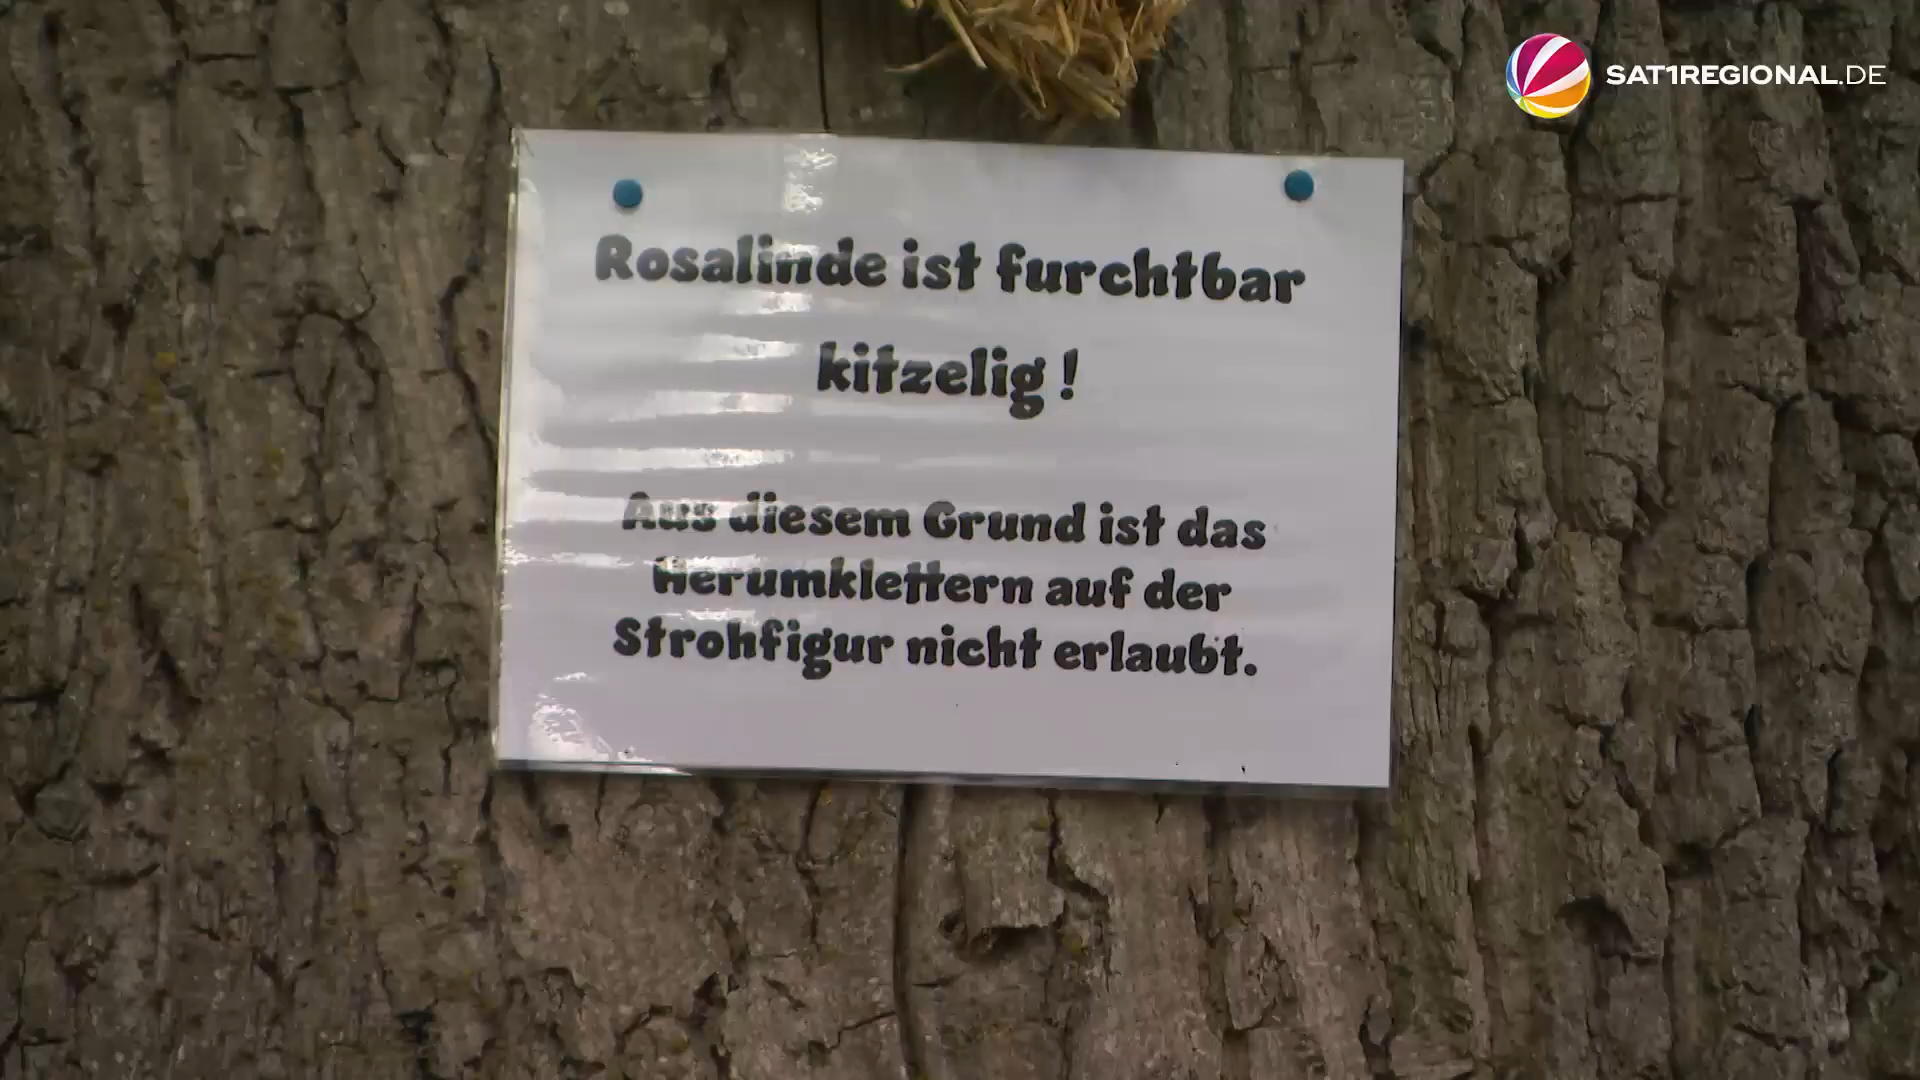 SAT1REGIONAL.DE
Rosalinde ist furchtbar
kitzelig !
Aus diesem Grund ist das
Herumklettern auf der
Strohfigur nicht erlaubt.